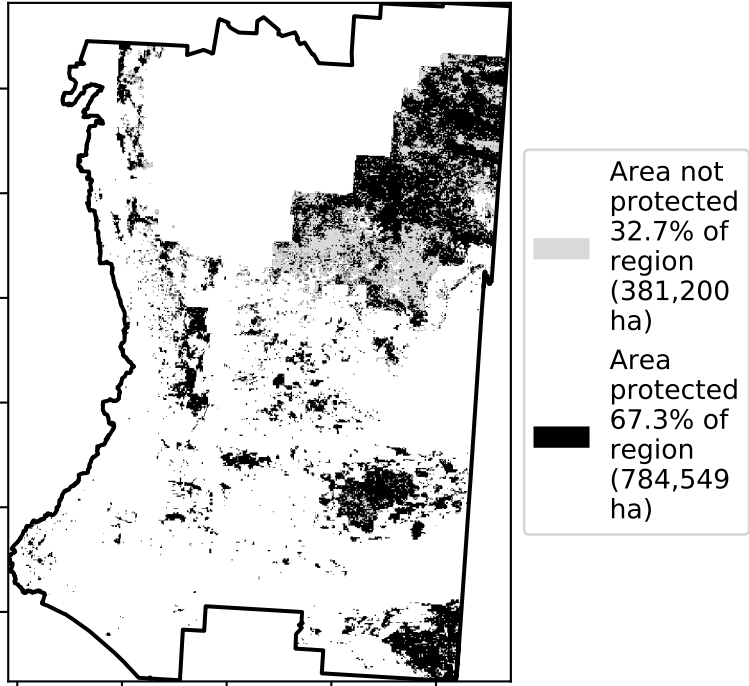 Area not
protected
32.7% of
region
(381,200
ha)
Area
protected
67.3% of
region
(784,549
ha)